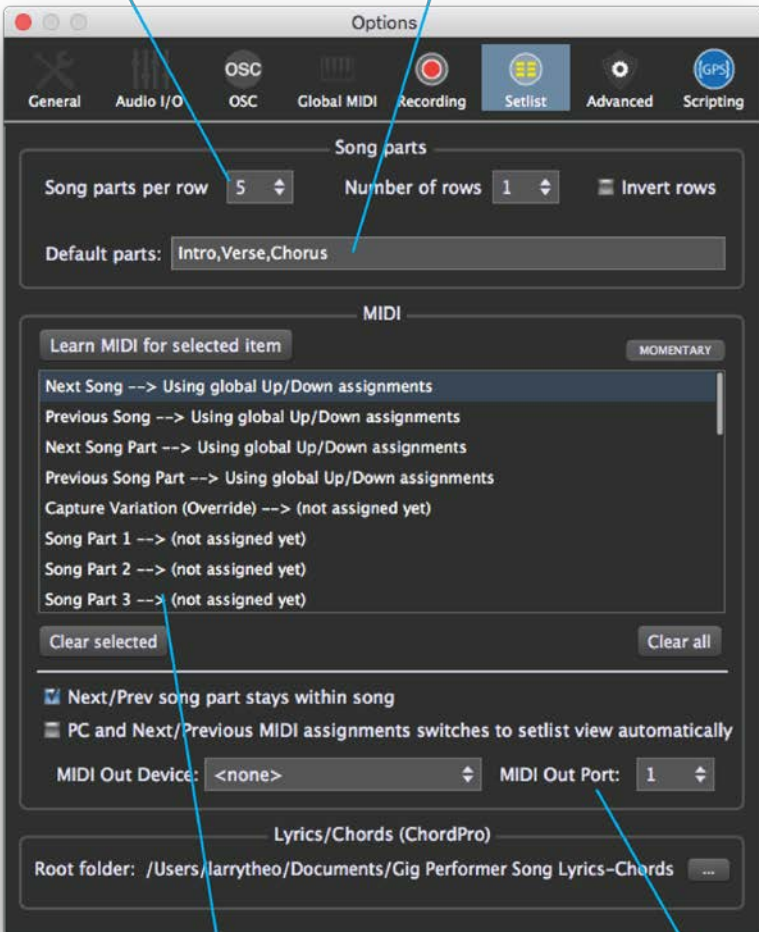 Options
OSC
[GPS]
General Audio I/O OSC Global MIDI Recording Setlist Advanced Scripting
Song parts
Song parts per row 5 Number of rows 1 Invert rows
Default parts: Intro,Verse,Chorus
MIDI
Learn MIDI for selected item MOMENTARY
Next Song --> Using global Up/Down assignments
Previous Song --> Using global Up/Down assignments
Next Song Part --> Using global Up/Down assignments
Previous Song Part --> Using global Up/Down assignments
Capture Variation (Override) --> (not assigned yet)
Song Part 1 --> (not assigned yet)
Song Part 2 --> (not assigned yet)
Song Part 3 --> (not assigned yet)
Clear selected Clear all
Next/Prev song part stays within song
PC and Next/Previous MIDI assignments switches to setlist view automatically
MIDI Out Device: <none> MIDI Out Port: 1
Lyrics/Chords (ChordPro)
Root folder: /Users/larrytheo/Documents/Gig Performer Song Lyrics-Chords ...